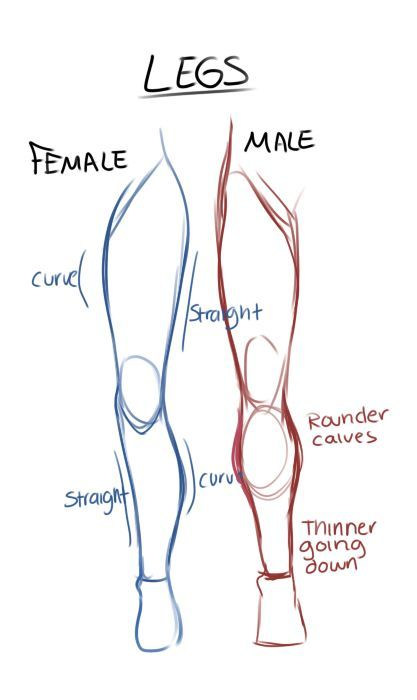 LEGS
FEMALE
MALE
curve
Straight
Rounder
calves
Straight
curve
Thinner
going
down